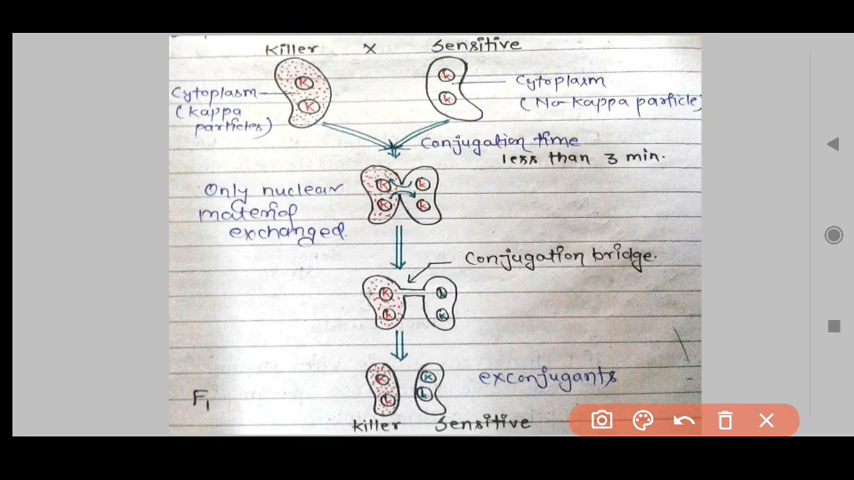 Killer x Sensitive
K
K
k
k
Cytoplasm
(Kappa
particles)
Cytoplasm
(No Kappa particle)
Conjugation time
less than 3 min.
Only nuclear
material
exchanged.
K
K
k
k
Conjugation bridge.
K
k
k
k
K
k
k
k
exconjugants
F1
killer Sensitive